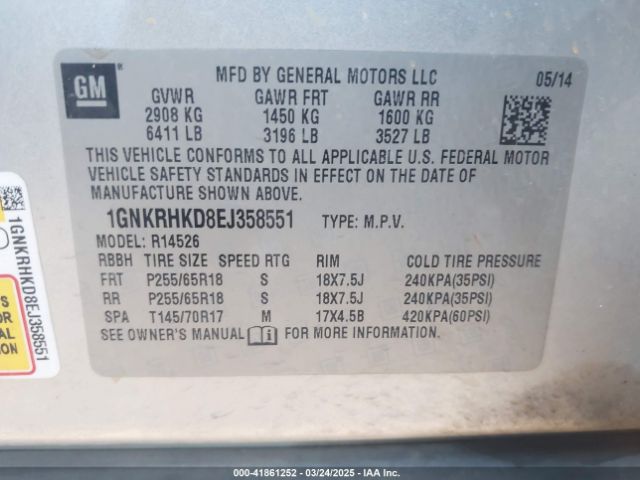 GM
MFD BY GENERAL MOTORS LLC 05/14
GVWR GAWR FRT GAWR RR
2908 KG 1450 KG 1600 KG
6411 LB 3196 LB 3527 LB
THIS VEHICLE CONFORMS TO ALL APPLICABLE U.S. FEDERAL MOTOR
VEHICLE SAFETY STANDARDS IN EFFECT ON THE DATE OF
MANUFACTURE SHOWN ABOVE.
1GNKRHKD8EJ358551 TYPE: M.P.V.
MODEL: R14526
RBBH TIRE SIZE SPEED RTG RIM COLD TIRE PRESSURE
FRT P255/65R18 S 18X7.5J 240KPA(35PSI)
RR P255/65R18 S 18X7.5J 240KPA(35PSI)
SPA T145/70R17 M 17X4.5B 420KPA(60PSI)
SEE OWNER'S MANUAL FOR MORE INFORMATION.
1GNKRHKD8EJ358551
000-41861252 - 03/24/2025 - IAA Inc.